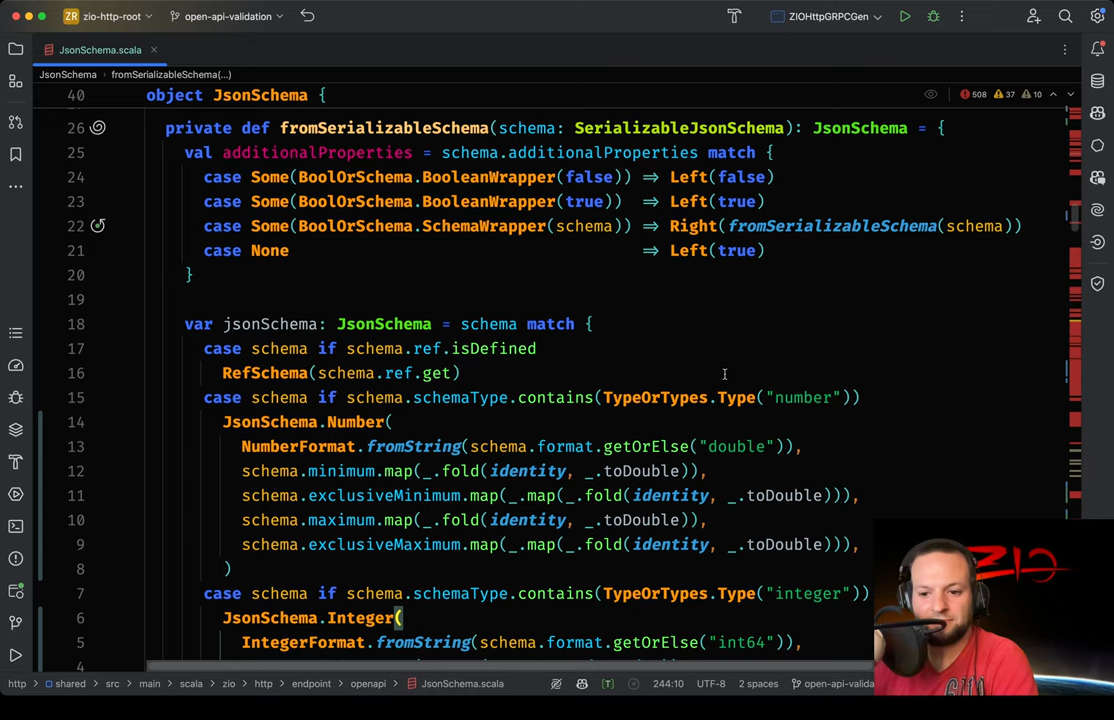 ZR zio-http-root open-api-validation ZIOHttpGRPCGen
JsonSchema.scala
JsonSchema fromSerializableSchema(...)
508 37 10
40 object JsonSchema {
26 private def fromSerializableSchema(schema: SerializableJsonSchema): JsonSchema = {
25 val additionalProperties = schema.additionalProperties match {
24 case Some(BoolOrSchema.BooleanWrapper(false)) => Left(false)
23 case Some(BoolOrSchema.BooleanWrapper(true)) => Left(true)
22 case Some(BoolOrSchema.SchemaWrapper(schema)) => Right(fromSerializableSchema(schema))
21 case None => Left(true)
20 }
19
18 var jsonSchema: JsonSchema = schema match {
17 case schema if schema.ref.isDefined
16 RefSchema(schema.ref.get)
15 case schema if schema.schemaType.contains(TypeOrTypes.Type("number"))
14 JsonSchema.Number(
13 NumberFormat.fromString(schema.format.getOrElse("double")),
12 schema.minimum.map(_.fold(identity, _.toDouble)),
11 schema.exclusiveMinimum.map(_.map(_.fold(identity, _.toDouble))),
10 schema.maximum.map(_.fold(identity, _.toDouble)),
9 schema.exclusiveMaximum.map(_.map(_.fold(identity, _.toDouble))),
8 )
7 case schema if schema.schemaType.contains(TypeOrTypes.Type("integer"))
6 JsonSchema.Integer(
5 IntegerFormat.fromString(schema.format.getOrElse("int64")),
4
http src main shared scala zio http endpoint openapi JsonSchema.scala 244:10 UTF-8 2 spaces open-api-valida